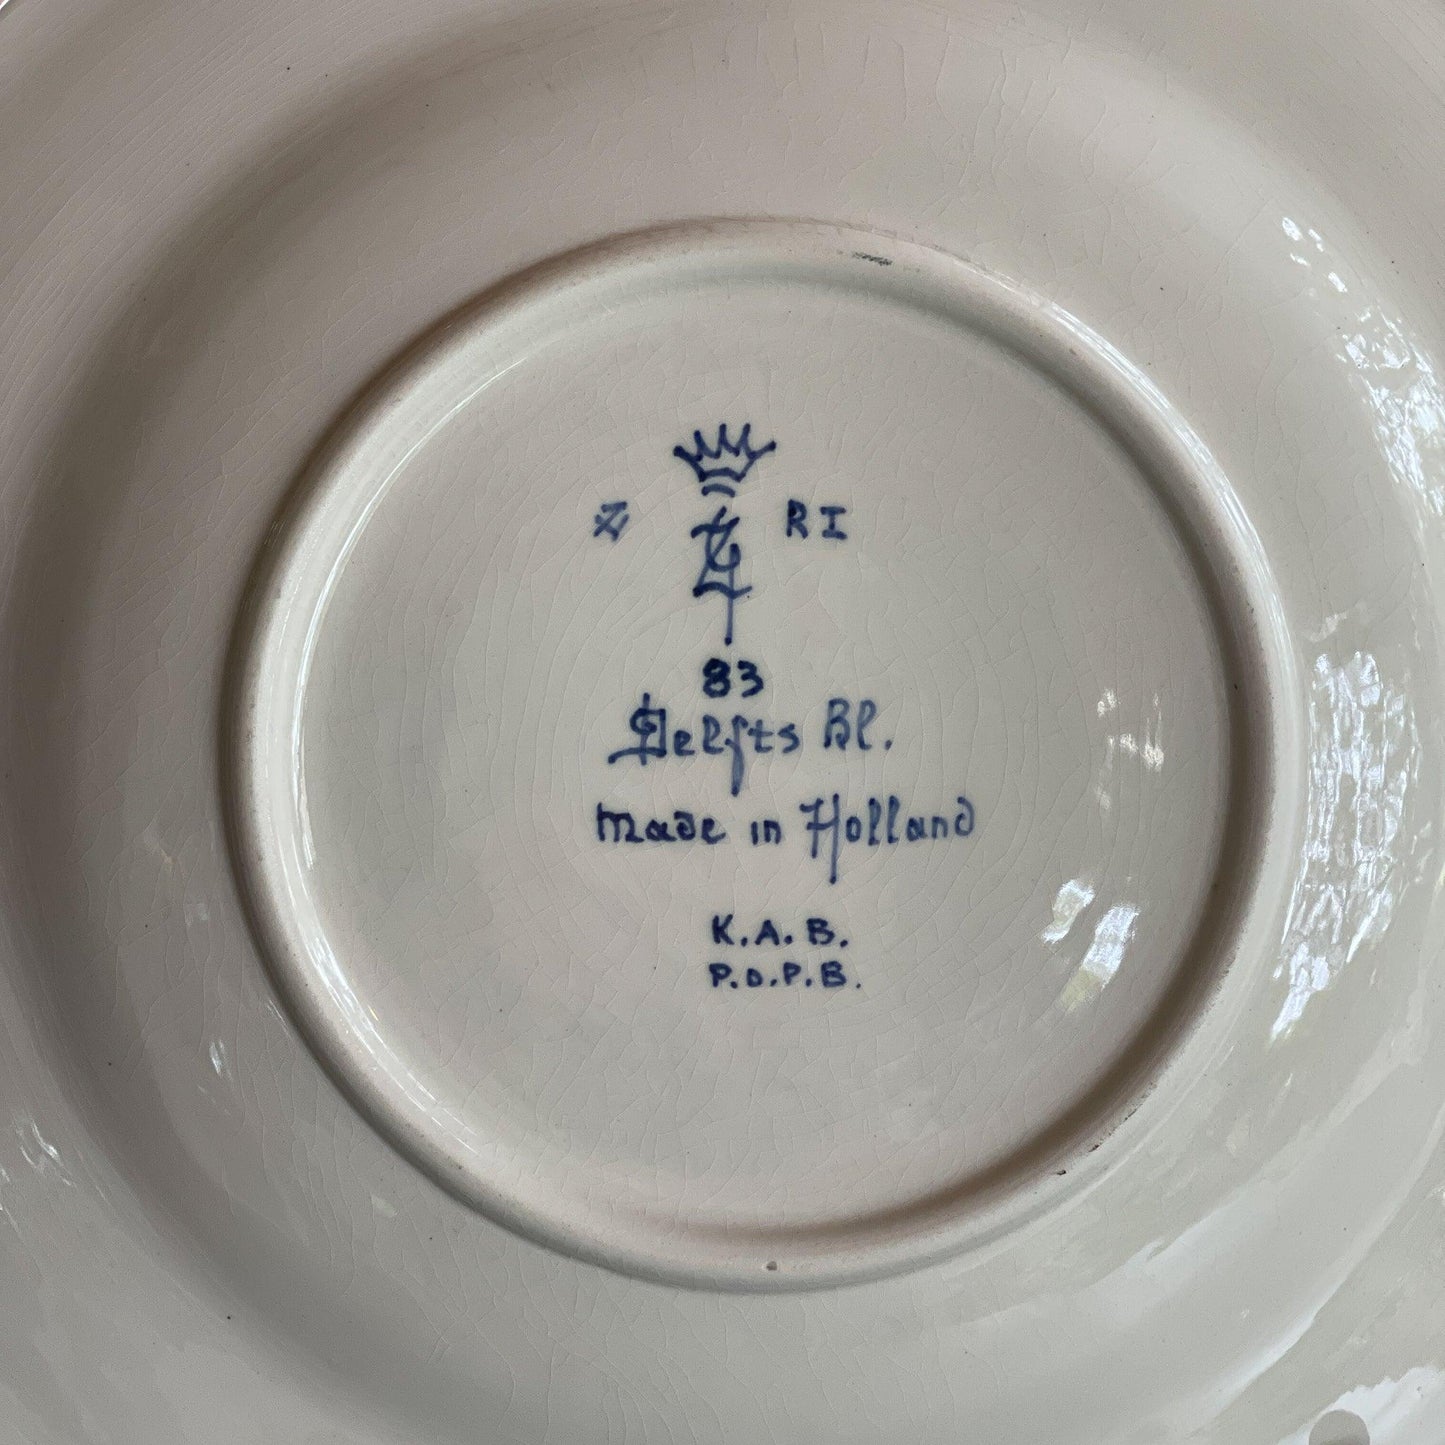 Z RI
83
Delfts Bl.
made in Holland
K.A.B.
P.D.P.B.